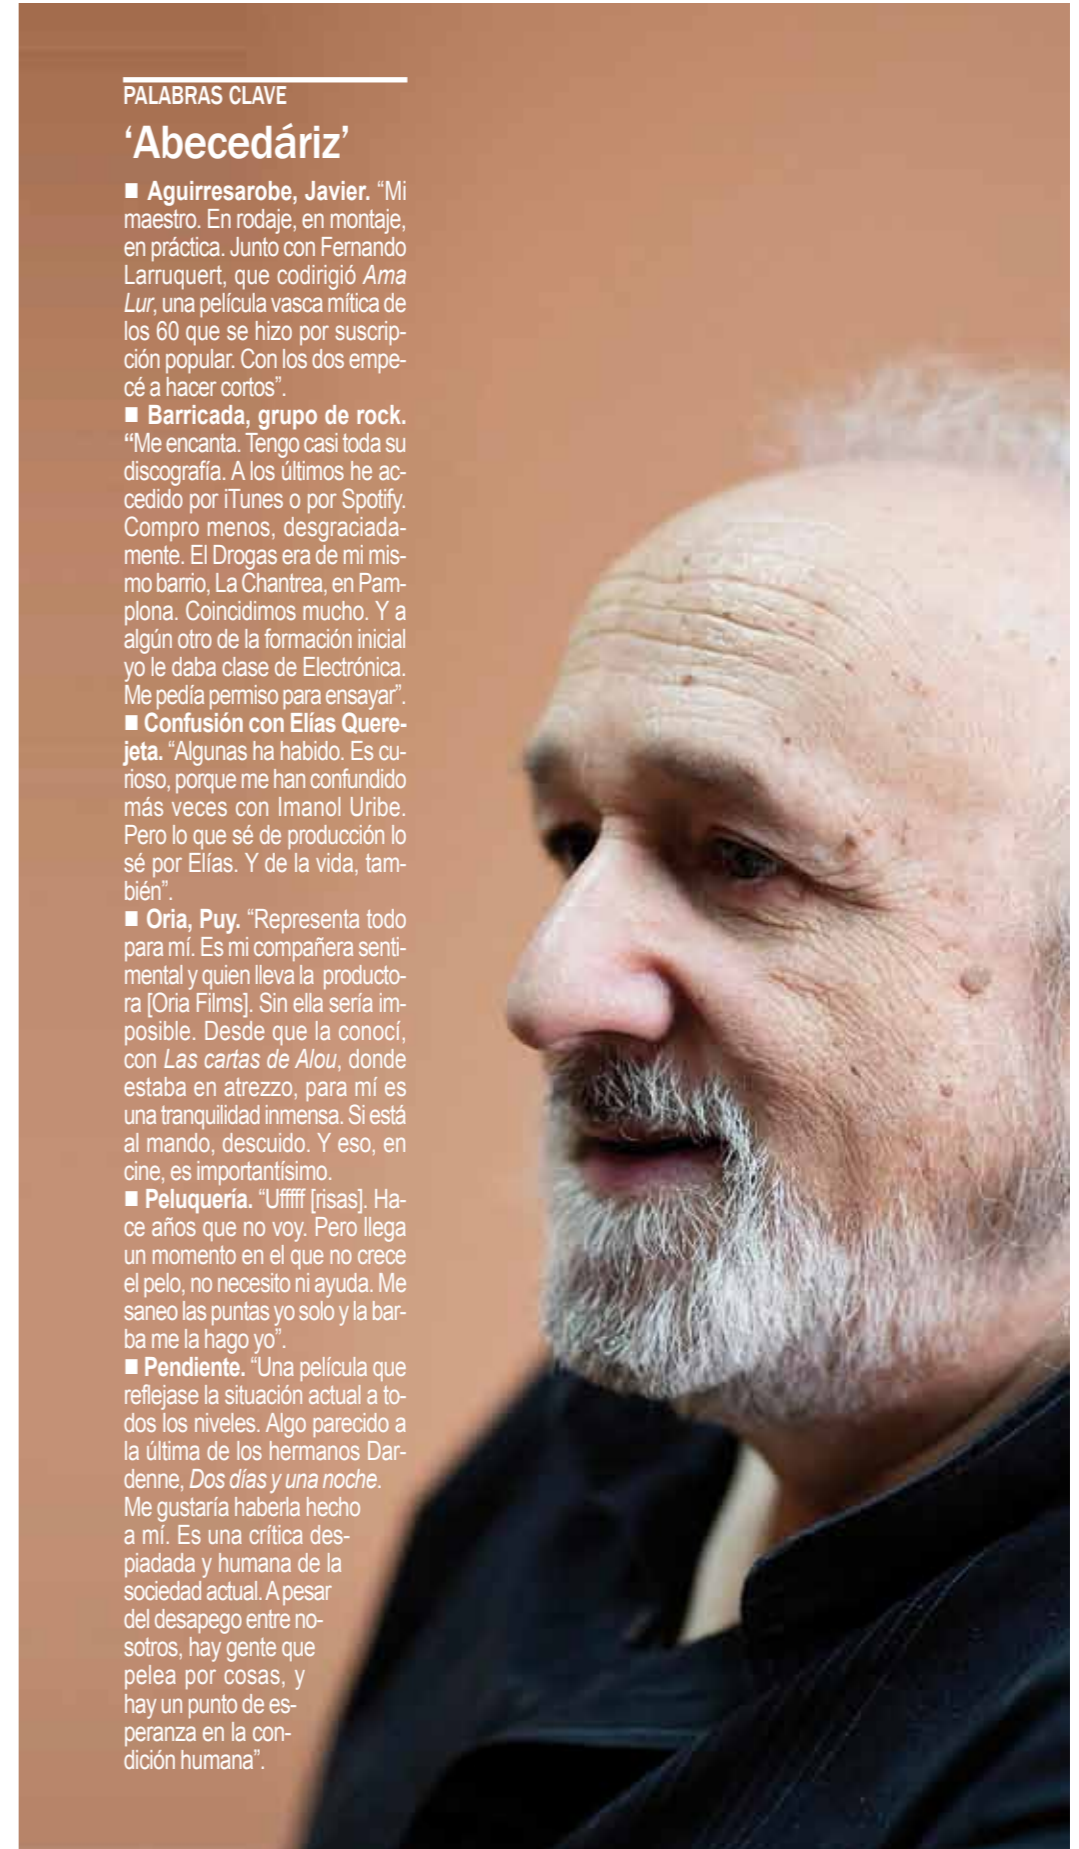 PALABRAS CLAVE
‘Abecedáriz’
■ Aguirresarobe, Javier. “Mi
maestro. En rodaje, en montaje,
en práctica. Junto con Fernando
Larruquert, que codirigió Ama
Lur, una película vasca mítica de
los 60 que se hizo por suscrip-
ción popular. Con los dos empe-
cé a hacer cortos”.
■ Barricada, grupo de rock.
“Me encanta. Tengo casi toda su
discografía. A los últimos he ac-
cedido por iTunes o por Spotify.
Compro menos, desgraciada-
mente. El Drogas era de mi mis-
mo barrio, La Chantrea, en Pam-
plona. Coincidimos mucho. Y a
algún otro de la formación inicial
yo le daba clase de Electrónica.
Me pedía permiso para ensayar”.
■ Confusión con Elías Quere-
jeta. “Algunas ha habido. Es cu-
rioso, porque me han confundido
más veces con Imanol Uribe.
Pero lo que sé de producción lo
sé por Elías. Y de la vida, tam-
bién”.
■ Oria, Puy. “Representa todo
para mí. Es mi compañera senti-
mental y quien lleva la producto-
ra [Oria Films]. Sin ella sería im-
posible. Desde que la conocí,
con Las cartas de Alou, donde
estaba en atrezzo, para mí es
una tranquilidad inmensa. Si está
al mando, descuido. Y eso, en
cine, es importantísimo.
■ Peluquería. “Ufffff [risas]. Ha-
ce años que no voy. Pero llega
un momento en el que no crece
el pelo, no necesito ni ayuda. Me
saneo las puntas yo solo y la bar-
ba me la hago yo”.
■ Pendiente. “Una película que
reflejase la situación actual a to-
dos los niveles. Algo parecido a
la última de los hermanos Dar-
denne, Dos días y una noche.
Me gustaría haberla hecho
a mí. Es una crítica des-
piadada y humana de la
sociedad actual. A pesar
del desapego entre no-
sotros, hay gente que
pelea por cosas, y
hay un punto de es-
peranza en la con-
dición humana”.